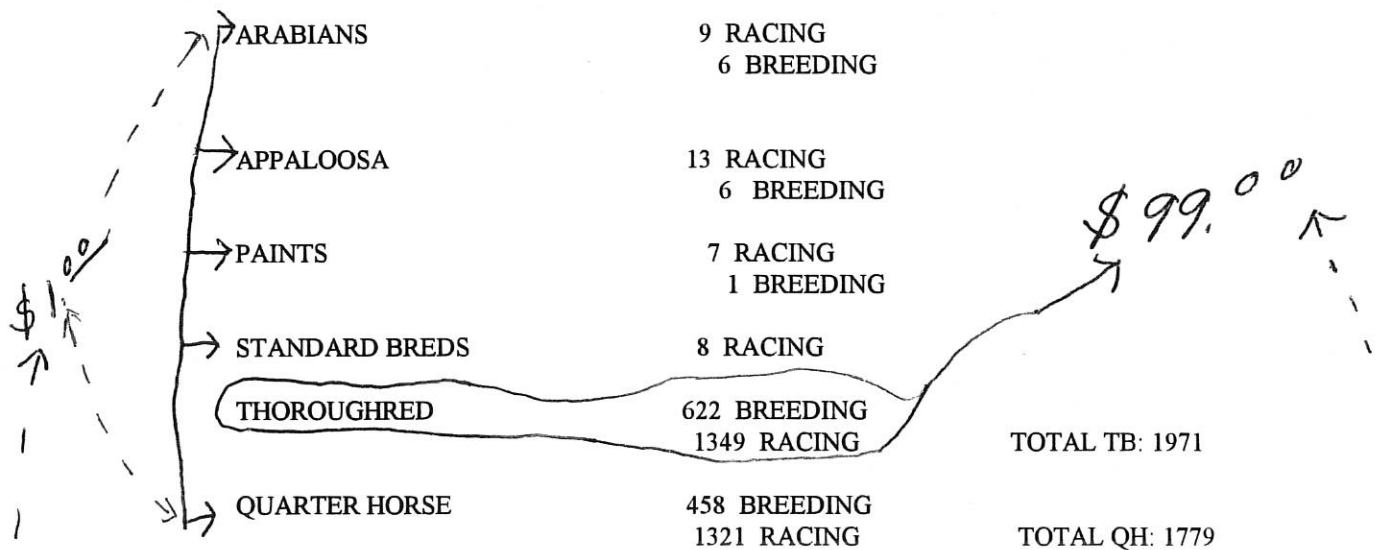 ARABIANS 9 RACING
6 BREEDING
APPALOOSA 13 RACING
6 BREEDING
$99.00
PAINTS 7 RACING
1 BREEDING
$1.00
STANDARD BREDS 8 RACING
THOROUGHRED 622 BREEDING
1349 RACING TOTAL TB: 1971
QUARTER HORSE 458 BREEDING
1321 RACING TOTAL QH: 1779